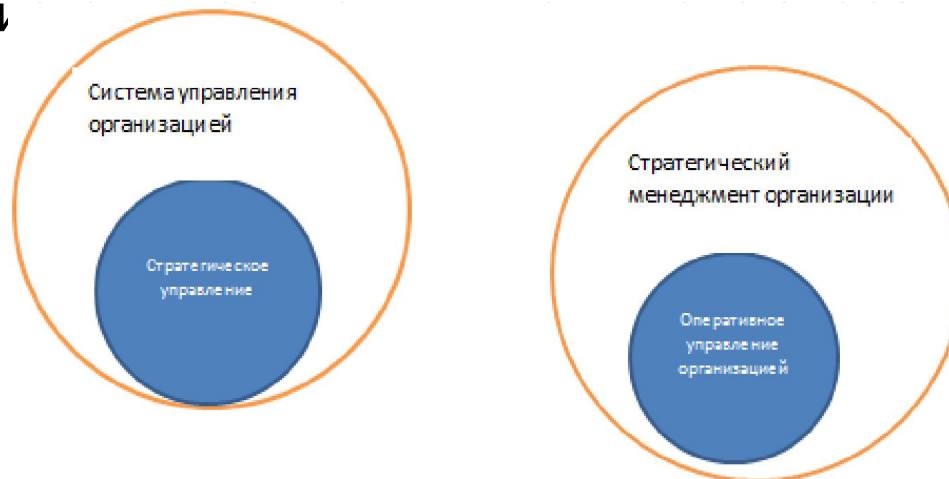 Система управления
организацией
Стратегическое
управление
Стратегический
менеджмент организации
Оперативное
управление
организацией